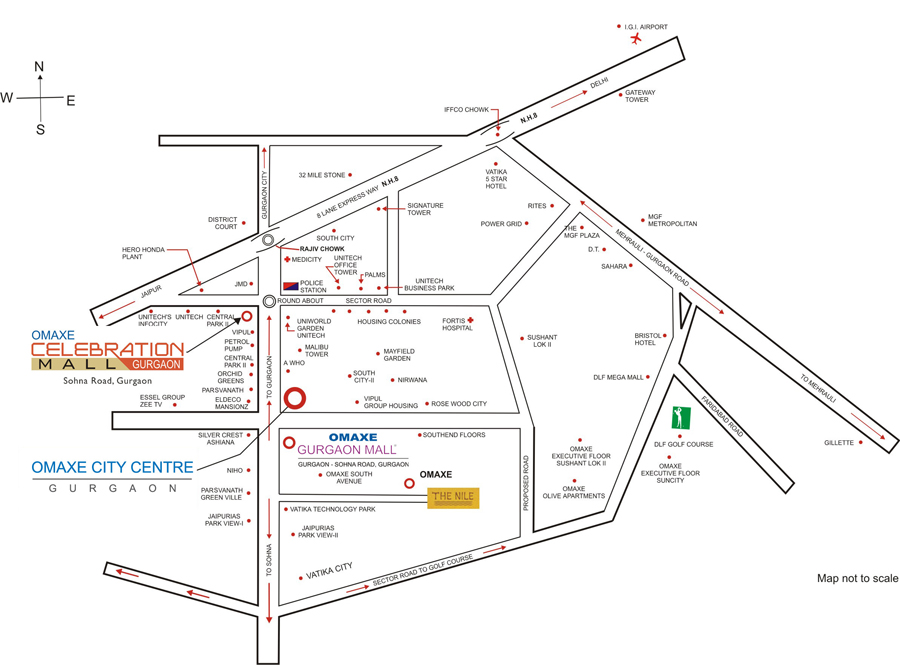 I.G.I. AIRPORT
N
W
E
S
DELHI
GATEWAY
TOWER
IFFCO CHOWK
N.H.8
32 MILE STONE
VATIKA
5 STAR
HOTEL
GURGAON CITY
8 LANE EXPRESS WAY N.H.8
SIGNATURE
TOWER
RITES
DISTRICT
COURT
POWER GRID
THE
MGF PLAZA
MGF
METROPOLITAN
SOUTH CITY
D.T.
MEHRAULI - GURGAON ROAD
HERO HONDA
PLANT
RAJIV CHOWK
MEDICITY
UNITECH
OFFICE
TOWER
SAHARA
PALMS
JMD
POLICE
STATION
UNITECH
BUSINESS PARK
JAIPUR
ROUND ABOUT
SECTOR ROAD
UNITECH'S
INFOCITY
UNITECH
CENTRAL
PARK II
UNIWORLD
GARDEN
UNITECH
HOUSING COLONIES
FORTIS
HOSPITAL
OMAXE
CELEBRATION
MALL GURGAON
Sohna Road, Gurgaon
VIPUL
PETROL
PUMP
CENTRAL
PARK II
ORCHID
GREENS
PARSVANATH
ELDECO
MANSIONZ
MALIBU
TOWER
A WHO
MAYFIELD
GARDEN
SUSHANT
LOK II
BRISTOL
HOTEL
TO GURGAON
SOUTH
CITY-II
NIRWANA
DLF MEGA MALL
TO MEHRAULI
ESSEL GROUP
ZEE TV
VIPUL
GROUP HOUSING
ROSE WOOD CITY
FARIDABAD ROAD
SILVER CREST
ASHIANA
OMAXE
GURGAON MALL
GURGAON - SOHNA ROAD, GURGAON
SOUTHEND FLOORS
DLF GOLF COURSE
GILLETTE
OMAXE CITY CENTRE
GURGAON
NIHO
OMAXE SOUTH
AVENUE
OMAXE
THE NILE
OMAXE
EXECUTIVE FLOOR
SUSHANT LOK II
OMAXE
EXECUTIVE FLOOR
SUNCITY
PROPOSED ROAD
OMAXE
OLIVE APARTMENTS
PARSVANATH
GREEN VILLE
VATIKA TECHNOLOGY PARK
JAIPURIAS
PARK VIEW-I
JAIPURIAS
PARK VIEW-II
TO SOHNA
VATIKA CITY
SECTOR ROAD TO GOLF COURSE
Map not to scale